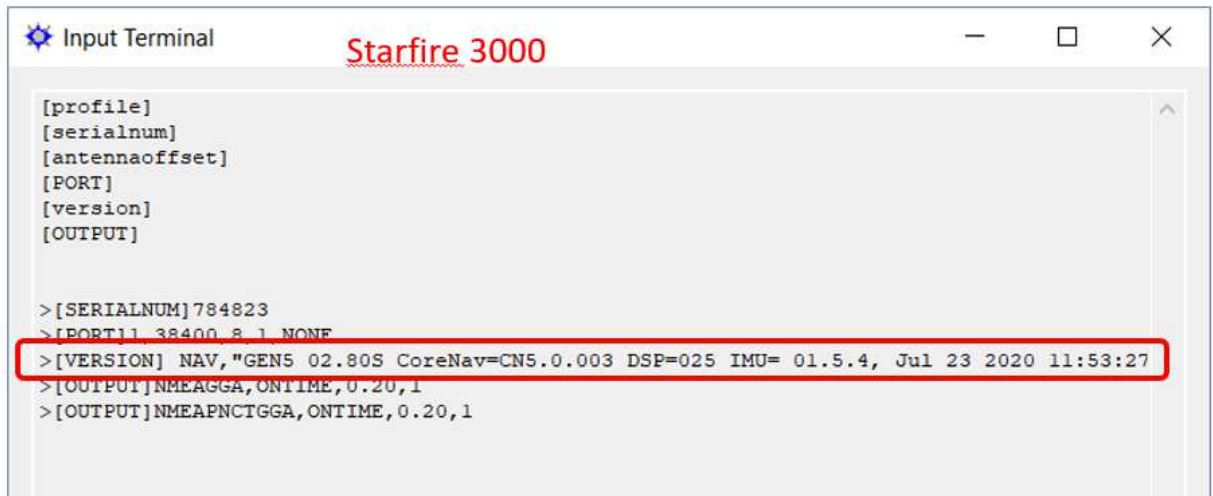 Input Terminal
Starfire 3000
[profile]
[serialnum]
[antennaoffset]
[PORT]
[version]
[OUTPUT]
>[SERIALNUM]784823
>[PORT]1,38400,8,1,NONE
>[VERSION] NAV,"GEN5 02.80S CoreNav=CN5.0.003 DSP=025 IMU= 01.5.4, Jul 23 2020 11:53:27
>[OUTPUT]NMEAGGA,ONTIME,0.20,1
>[OUTPUT]NMEAPNCTGGA,ONTIME,0.20,1